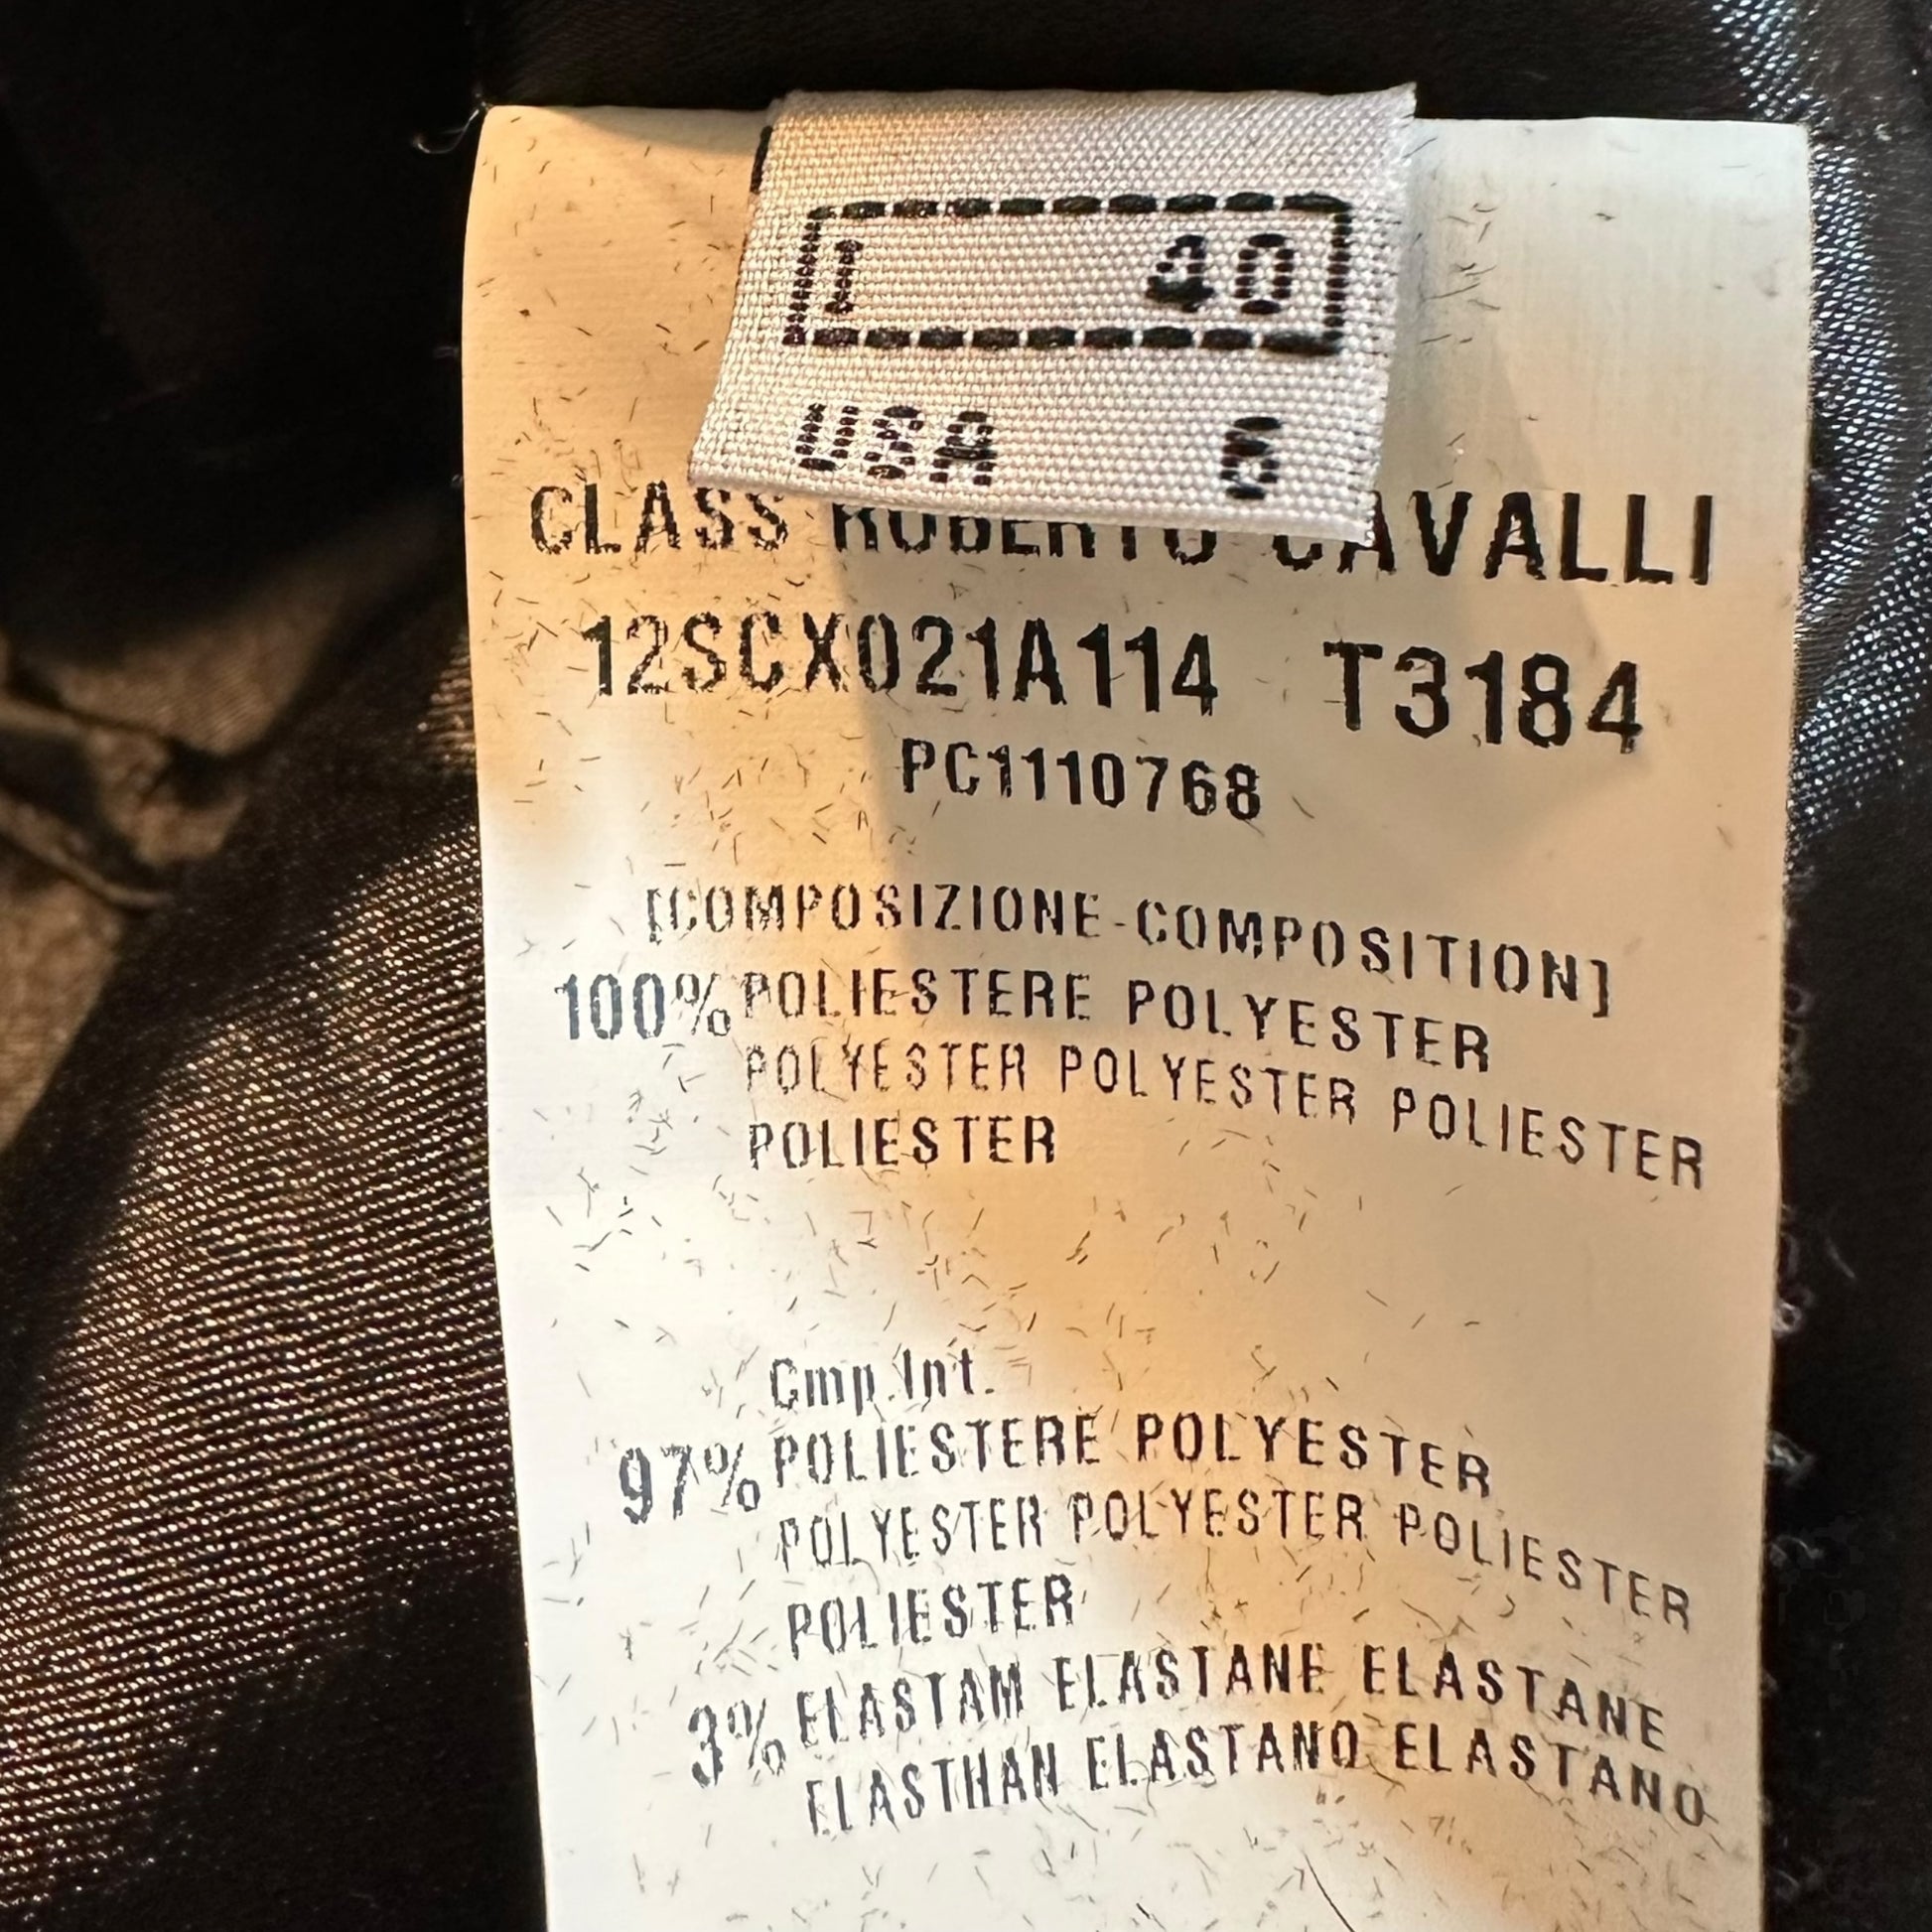 I 40
USA 6
CLASS ROBERTO CAVALLI
12SCX021A114 T3184
PC1110768
[COMPOSIZIONE-COMPOSITION]
100% POLIESTERE POLYESTER
POLYESTER POLYESTER POLIESTER
POLIESTER
Cmp.Int.
97% POLIESTERE POLYESTER
POLYESTER POLYESTER POLIESTER
POLIESTER
3% ELASTAM ELASTANE ELASTANE
ELASTHAN ELASTANO ELASTANO